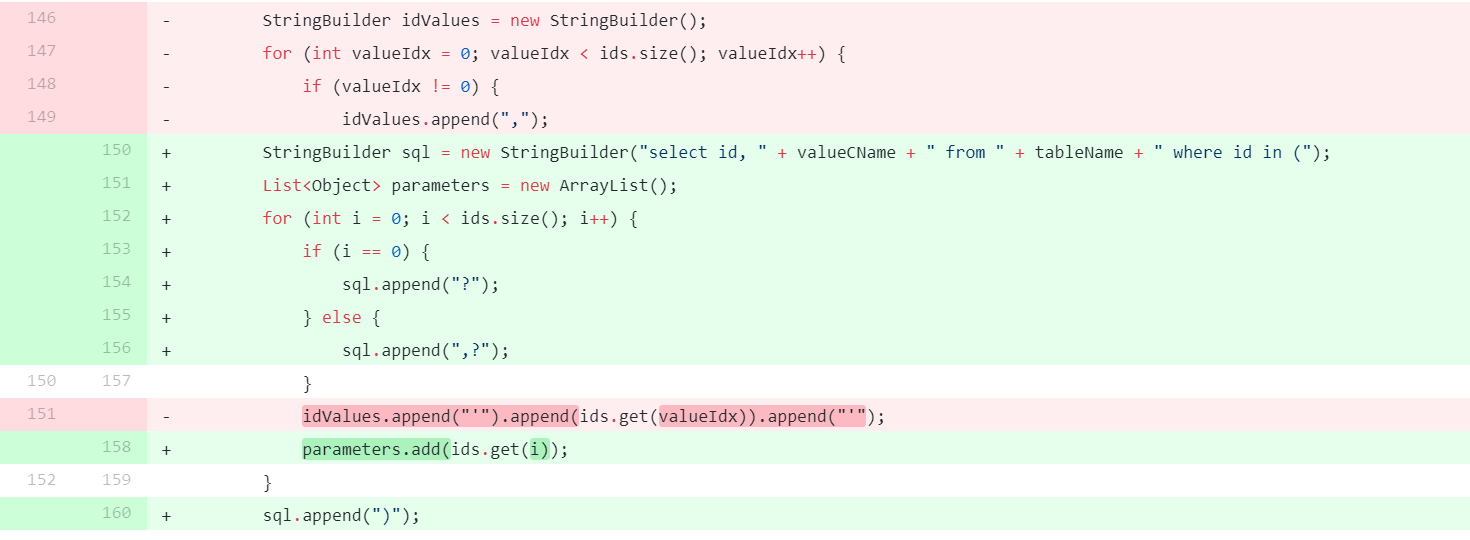 146 - StringBuilder idValues = new StringBuilder();
147 - for (int valueIdx = 0; valueIdx < ids.size(); valueIdx++) {
148 - if (valueIdx != 0) {
149 - idValues.append(",");
150 + StringBuilder sql = new StringBuilder("select id, " + valueCName + " from " + tableName + " where id in (");
151 + List<Object> parameters = new ArrayList();
152 + for (int i = 0; i < ids.size(); i++) {
153 + if (i == 0) {
154 + sql.append("?");
155 + } else {
156 + sql.append(",?");
150 157 }
151 - idValues.append("'").append(ids.get(valueIdx)).append("'");
158 + parameters.add(ids.get(i));
152 159 }
160 + sql.append(")");